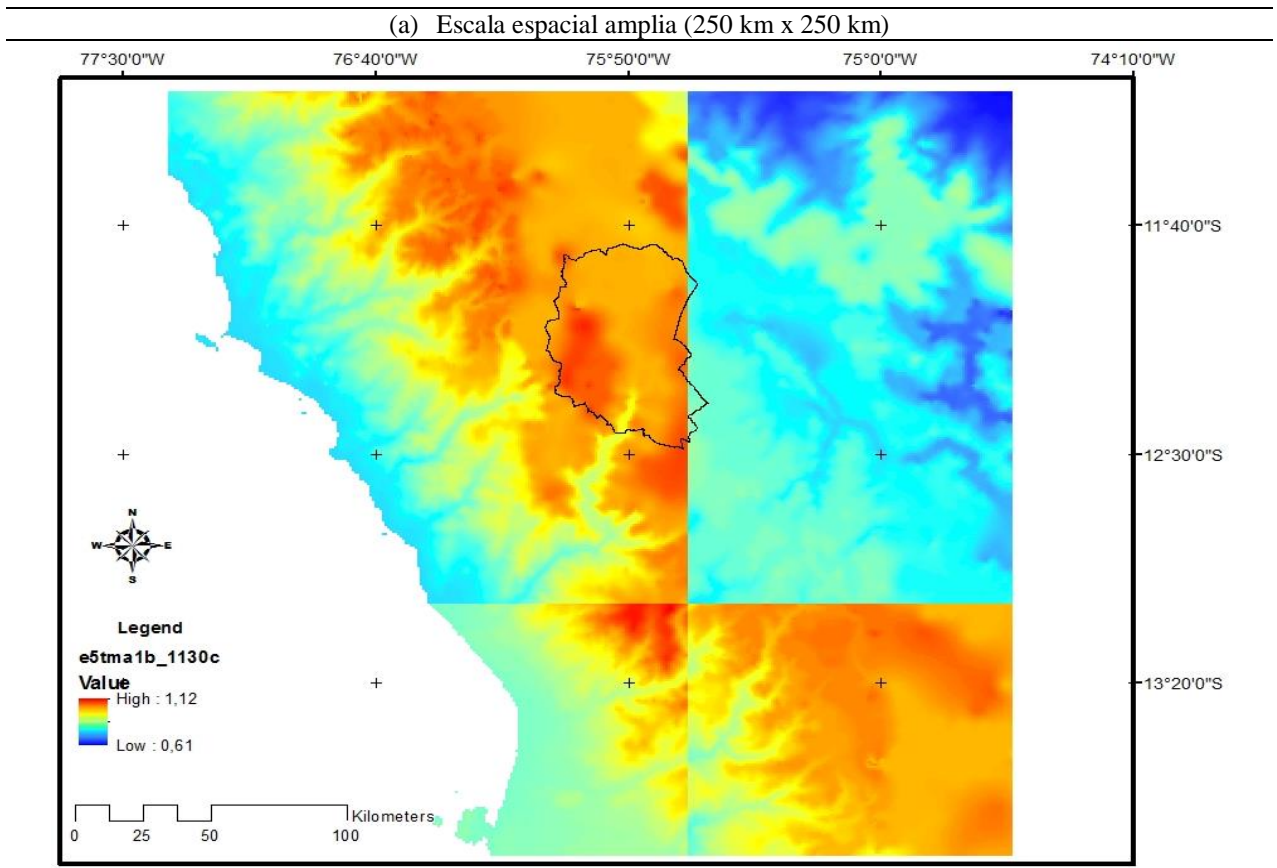 (a) Escala espacial amplia (250 km x 250 km)
77°30'0"W 76°40'0"W 75°50'0"W 75°0'0"W 74°10'0"W
11°40'0"S
12°30'0"S
N
W E
S
Legend
e5tma1b_1130c
Value
High : 1,12
13°20'0"S
Low : 0,61
Kilometers
0 25 50 100